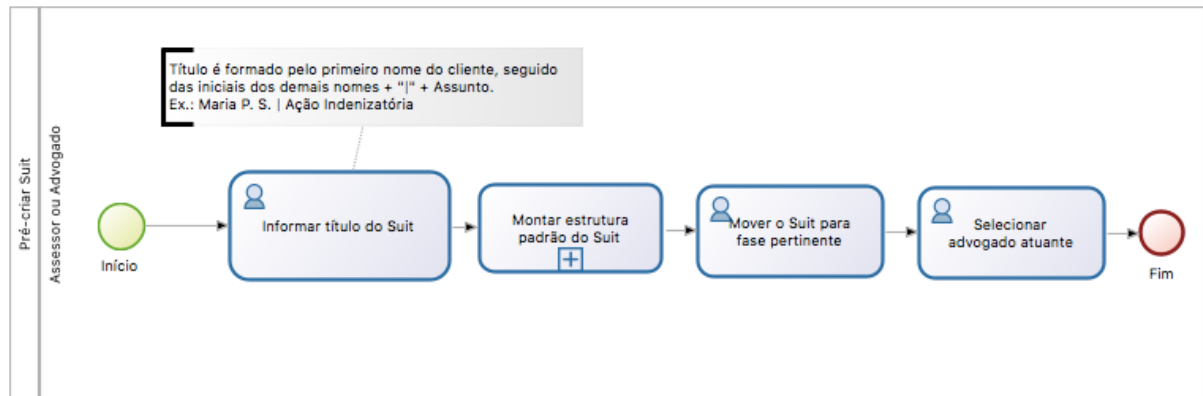 Pré-criar Suit
Assessor ou Advogado
Título é formado pelo primeiro nome do cliente, seguido
das iniciais dos demais nomes + "|" + Assunto.
Ex.: Maria P. S. | Ação Indenizatória
Início
Informar título do Suit
Montar estrutura
padrão do Suit
Mover o Suit para
fase pertinente
Selecionar
advogado atuante
Fim